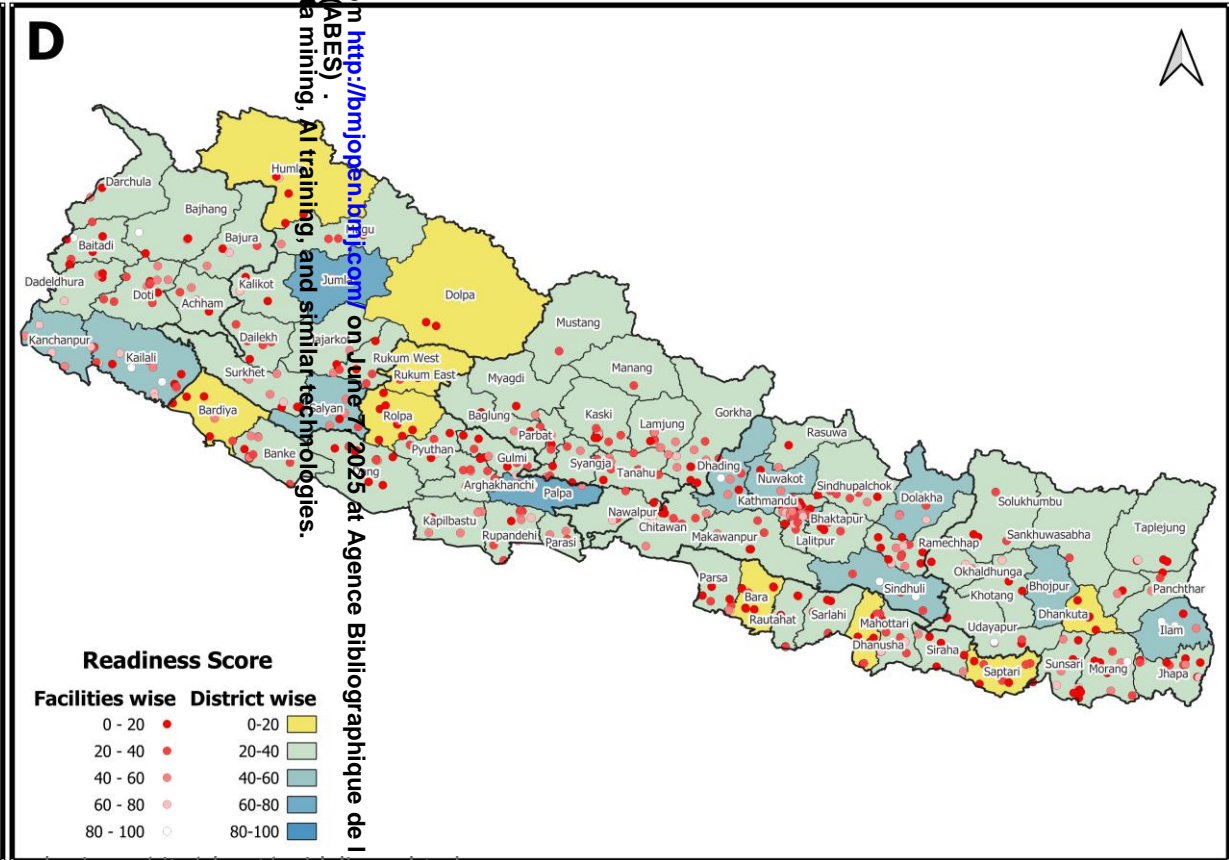 D
om http://bmjopen.bmj.com/ on June 7, 2025 at Agence Bibliographique de l
(ABES) .
ta mining, AI training, and similar technologies.
Humla
Darchula
Bajhang
Mugu
Baitadi
Bajura
Dadeldhura
Doti
Achham
Kalikot
Jumla
Dolpa
Kanchanpur
Kailali
Dailekh
Jajarkot
Mustang
Rukum West
Rukum East
Surkhet
Myagdi
Manang
Bardiya
Salyan
Rolpa
Baglung
Kaski
Lamjung
Gorkha
Banke
Dang
Pyuthan
Parbat
Gulmi
Syangja
Tanahu
Dhading
Rasuwa
Nuwakot
Sindhupalchok
Arghakhanchi
Palpa
Kathmandu
Dolakha
Solukhumbu
Kapilbastu
Rupandehi
Parasi
Nawalpur
Chitawan
Makawanpur
Bhaktapur
Lalitpur
Ramechhap
Sankhuwasabha
Taplejung
Okhaldhunga
Khotang
Bhojpur
Panchthar
Parsa
Bara
Rautahat
Sarlahi
Sindhuli
Mahottari
Dhanusha
Siraha
Udayapur
Dhankuta
Ilam
Saptari
Sunsari
Morang
Jhapa
Readiness Score
Facilities wise District wise
0 - 20 0-20
20 - 40 20-40
40 - 60 40-60
60 - 80 60-80
80 - 100 80-100